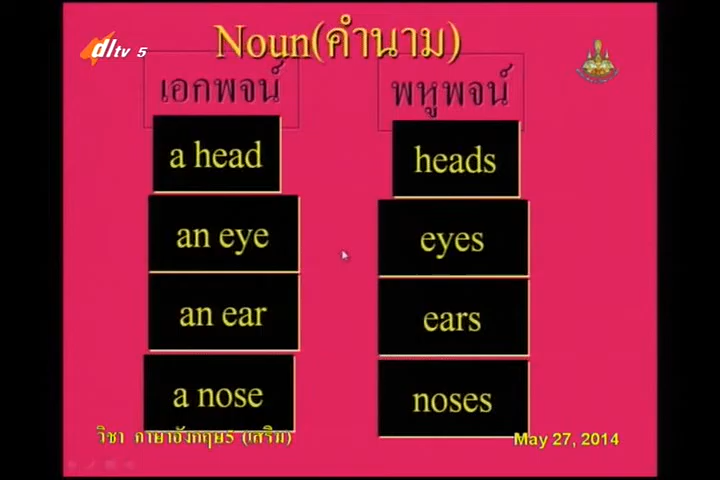 dltv 5
Noun(คำนาม)
เอกพจน์
พหูพจน์
a head
heads
an eye
eyes
an ear
ears
a nose
noses
วิชา ภาษาอังกฤษ5 (เสริม)
May 27, 2014